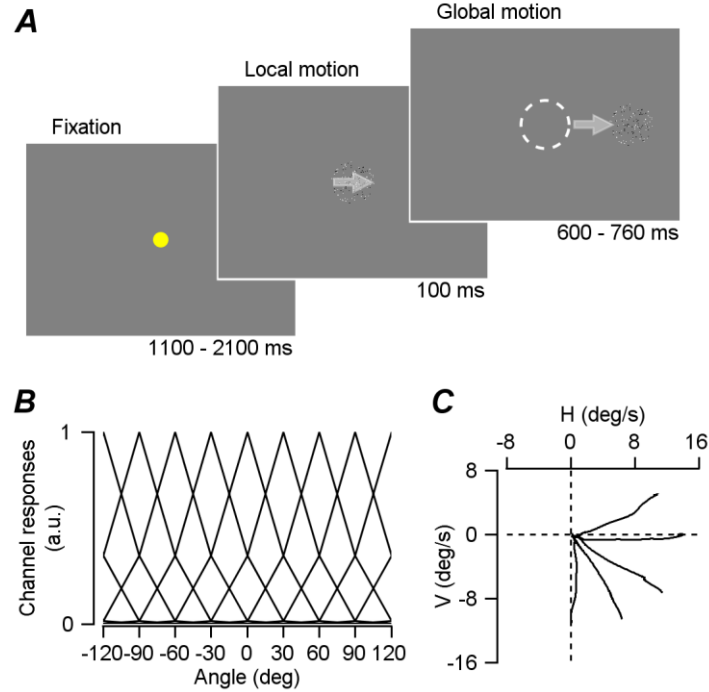 A
Fixation
Local motion
Global motion
1100 - 2100 ms
100 ms
600 - 760 ms
B
Channel responses
(a.u.)
1
0
-120 -90 -60 -30 0 30 60 90 120
Angle (deg)
C
H (deg/s)
-8 0 8 16
V (deg/s)
8
0
-8
-16